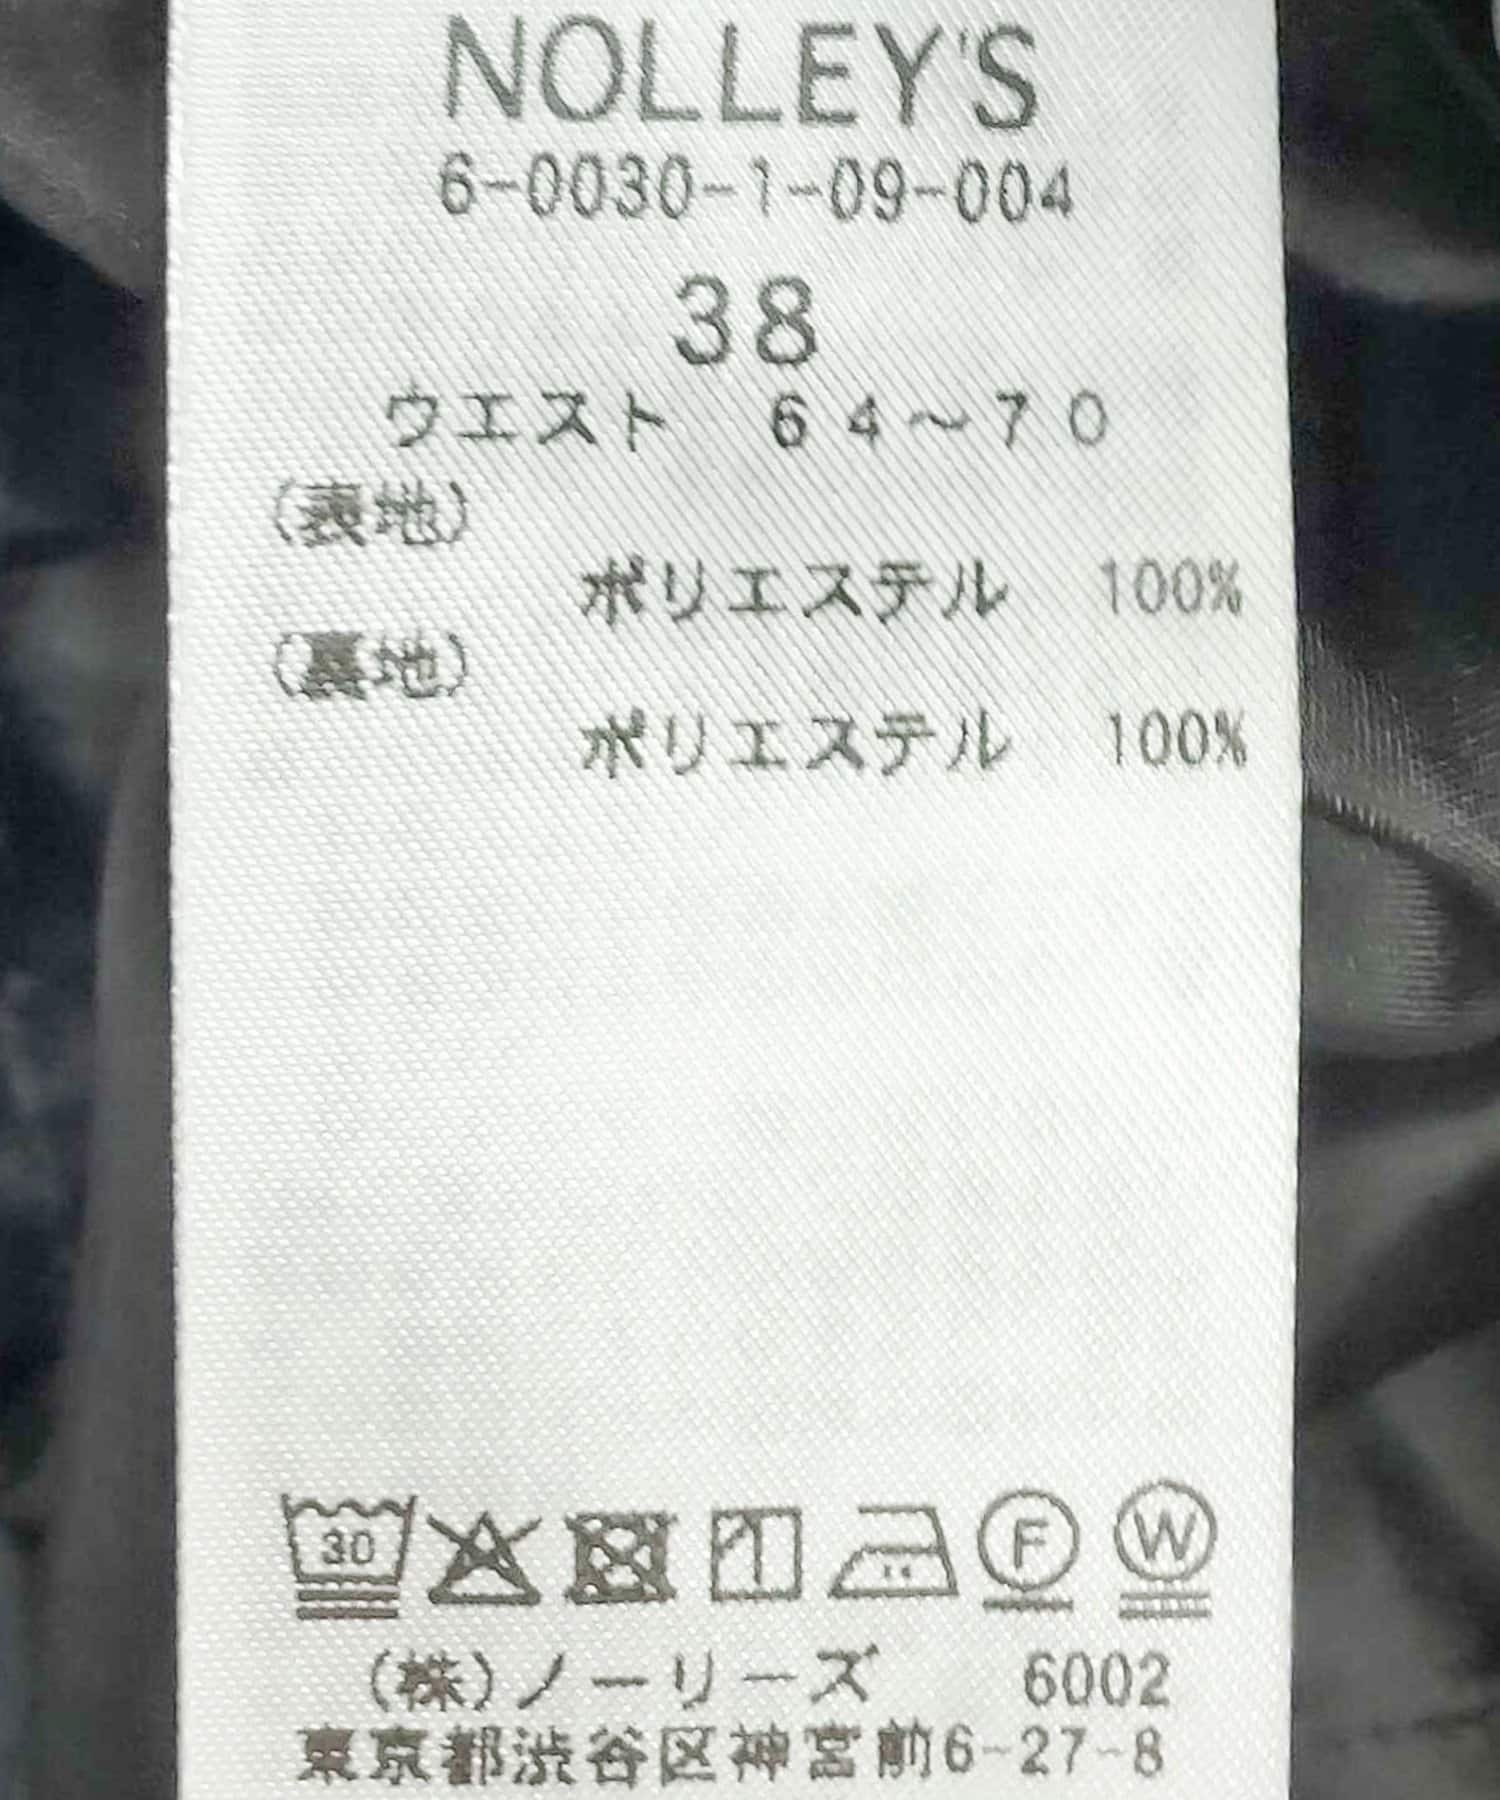 NOLLEY'S
6-0030-1-09-004
38
ウエスト 64～70
(表地)
ポリエステル 100%
(裏地)
ポリエステル 100%
30 F W
(株)ノーリーズ 6002
東京都渋谷区神宮前6-27-8